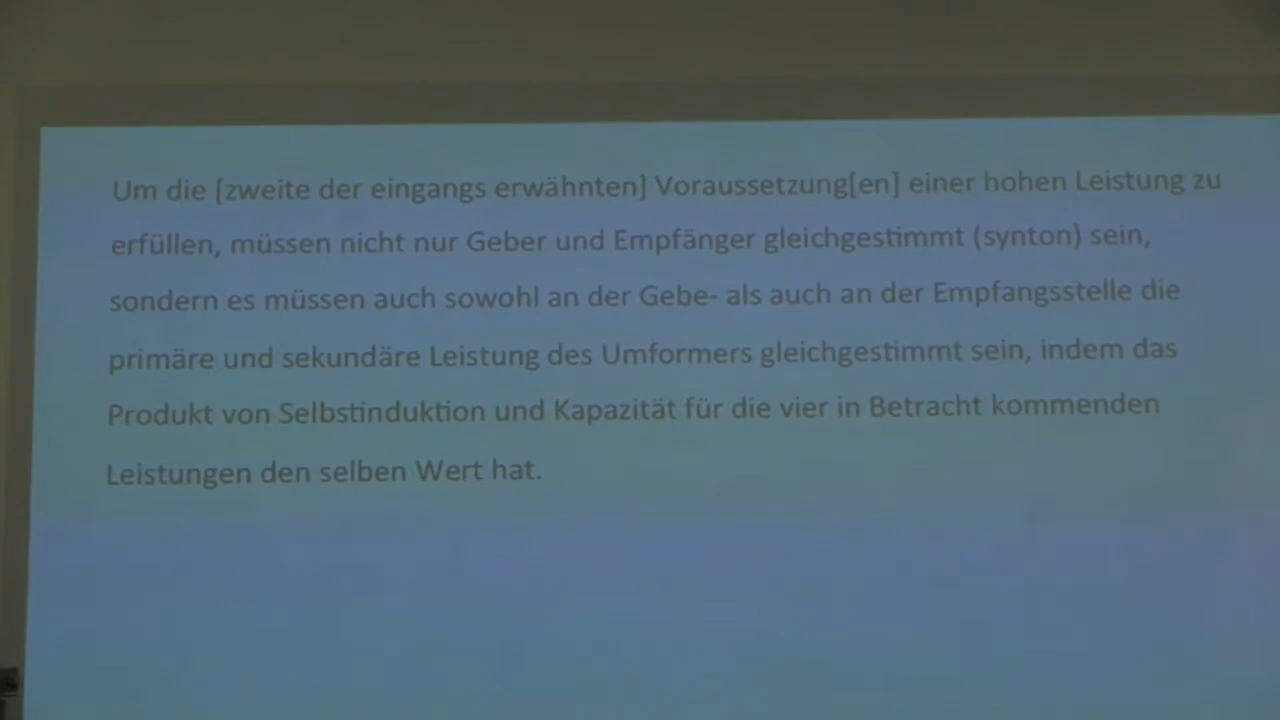 Um die [zweite der eingangs erwähnten] Voraussetzung[en] einer hohen Leistung zu
erfüllen, müssen nicht nur Geber und Empfänger gleichgestimmt (synton) sein,
sondern es müssen auch sowohl an der Gebe- als auch an der Empfangsstelle die
primäre und sekundäre Leistung des Umformers gleichgestimmt sein, indem das
Produkt von Selbstinduktion und Kapazität für die vier in Betracht kommenden
Leistungen den selben Wert hat.